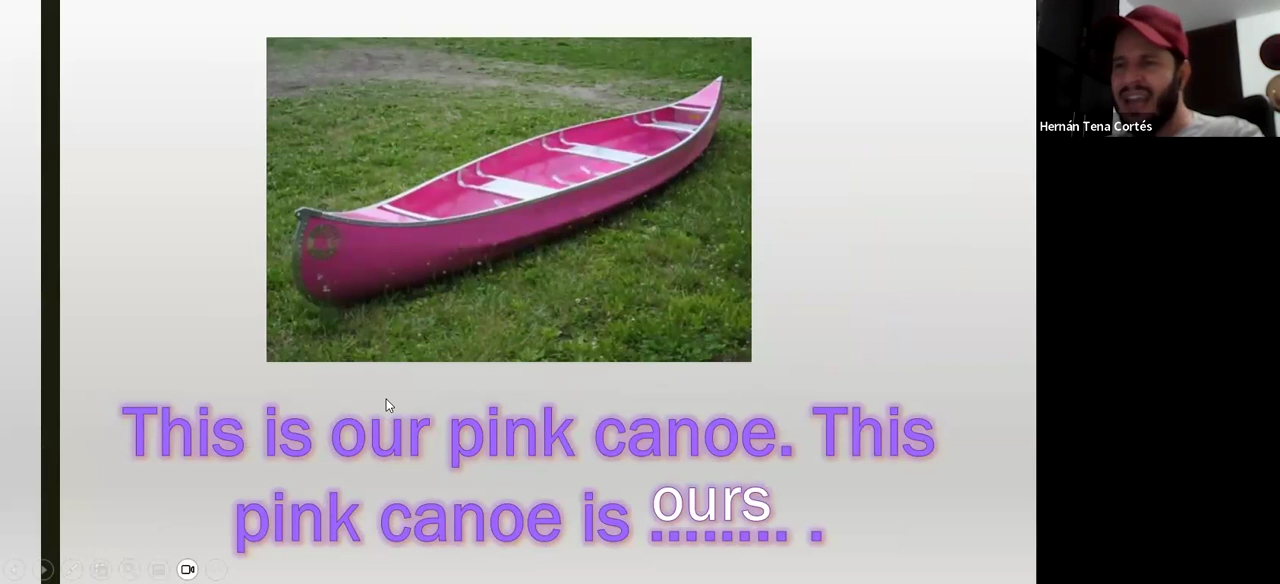 Hernán Tena Cortés
This is our pink canoe. This
pink canoe is ours ......... .